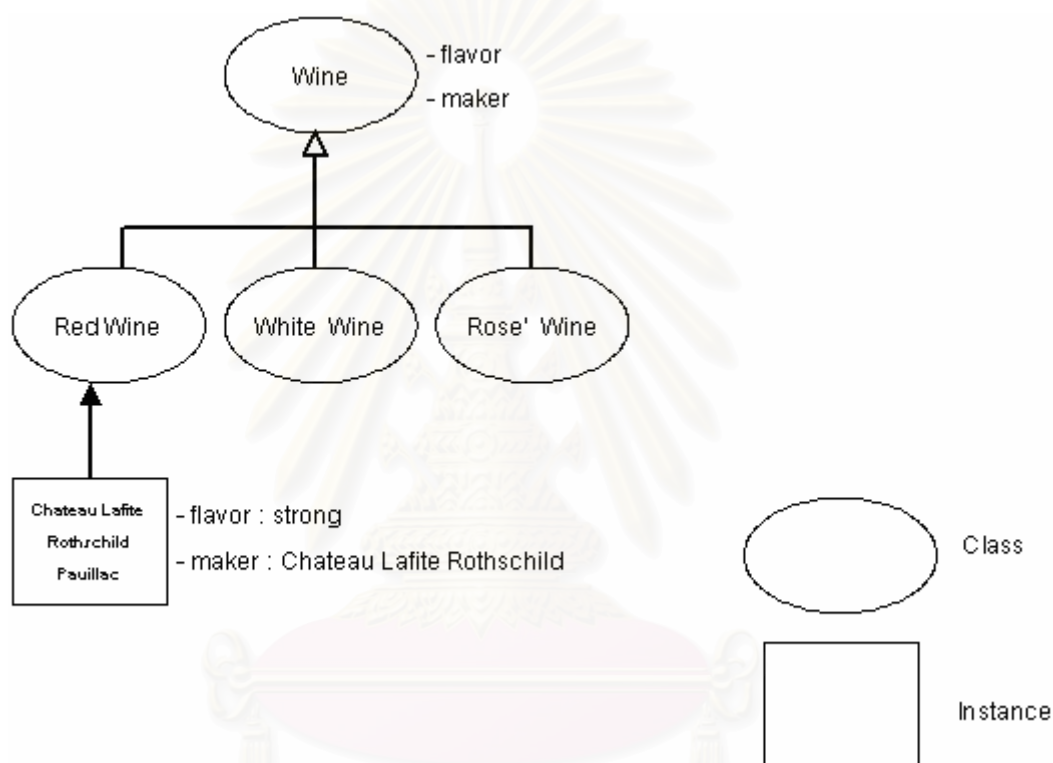 Wine
- flavor
- maker
Red Wine
White Wine
Rose' Wine
Chateau Lafite
Rothschild
Pauillac
- flavor : strong
- maker : Chateau Lafite Rothschild
Class
Instance